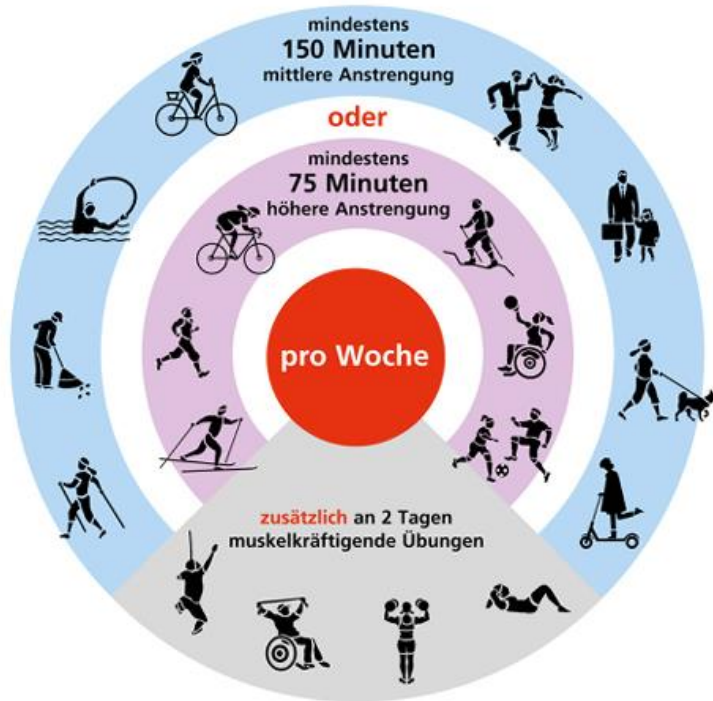 mindestens
150 Minuten
mittlere Anstrengung
oder
mindestens
75 Minuten
höhere Anstrengung
pro Woche
zusätzlich an 2 Tagen
muskelkräftigende Übungen